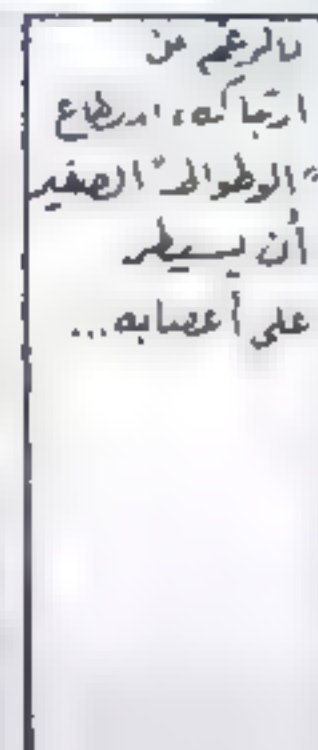 بالرغم من
ارتباكه، استطاع
"الوطواط" الصغير
أن يسيطر
على أعصابه...